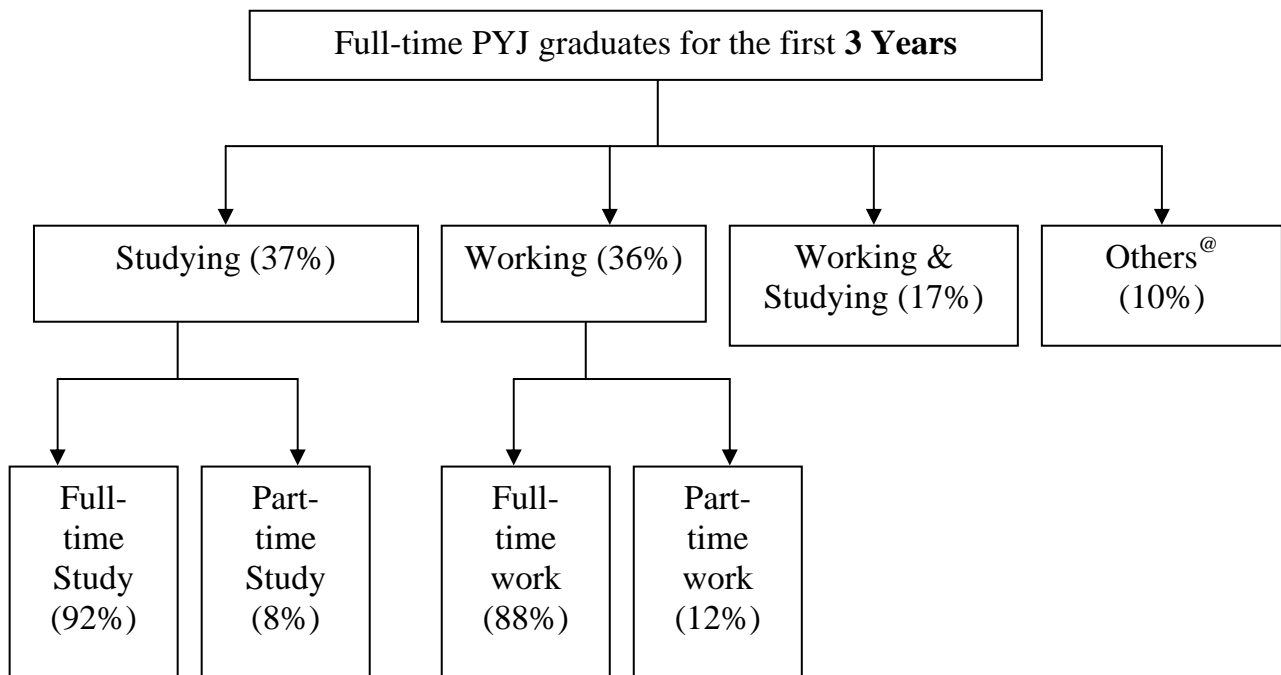 Full-time PYJ graduates for the first 3 Years
Studying (37%)
Working (36%)
Working &
Studying (17%)
Others@
(10%)
Full-
time
Study
(92%)
Part-
time
Study
(8%)
Full-
time
work
(88%)
Part-
time
work
(12%)